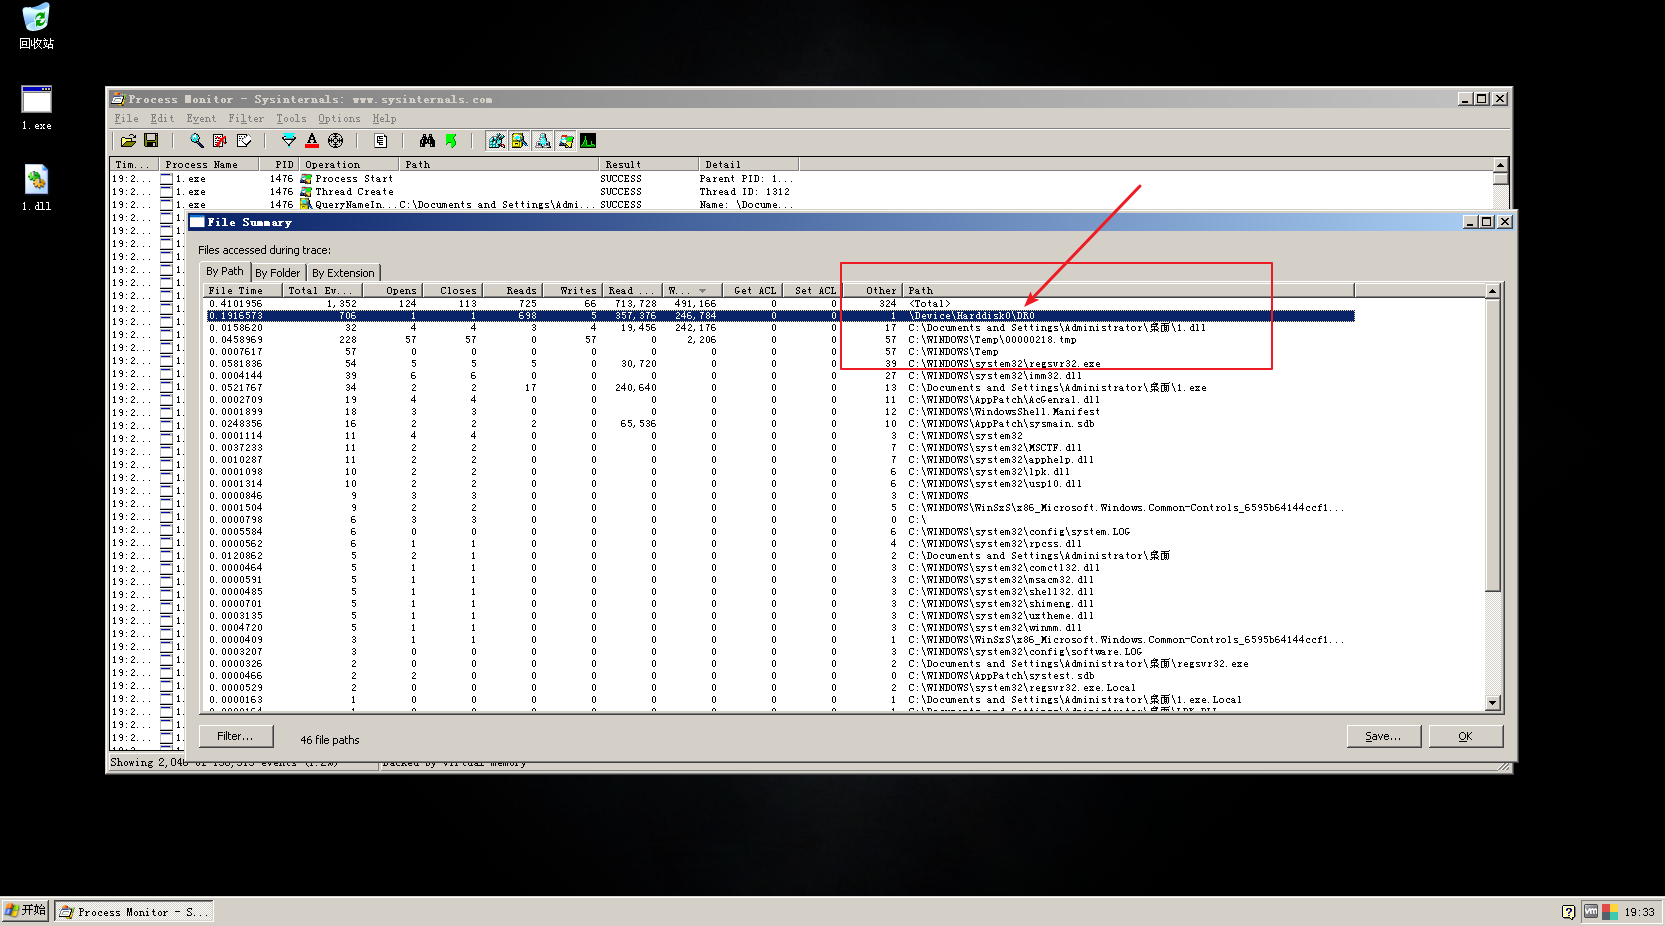 回收站
1.exe
1.dll
Process Monitor - Sysinternals: www.sysinternals.com
File Edit Event Filter Tools Options Help
Tim... Process Name PID Operation Path Result Detail
19:2... 1.exe 1476 Process Start SUCCESS Parent PID: 1...
19:2... 1.exe 1476 Thread Create SUCCESS Thread ID: 1312
19:2... 1.exe 1476 QueryNameIn... C:\Documents and Settings\Admi... SUCCESS Name: \Docume...
File Summary
Files accessed during trace:
By Path By Folder By Extension
File Time Total Ev... Opens Closes Reads Writes Read ... W... Get ACL Set ACL Other Path
0.4101956 1,352 124 113 725 66 713,728 491,166 0 0 324 <Total>
0.1916573 706 1 1 698 5 357,376 246,784 0 0 1 \Device\Harddisk0\DR0
0.0158620 32 4 4 3 4 19,456 242,176 0 0 17 C:\Documents and Settings\Administrator\桌面\1.dll
0.0458969 228 57 57 0 57 0 2,206 0 0 57 C:\WINDOWS\Temp\00000218.tmp
0.0007617 57 0 0 0 0 0 0 0 0 57 C:\WINDOWS\Temp
0.0581836 54 5 5 5 0 30,720 0 0 0 39 C:\WINDOWS\system32\regsvr32.exe
0.0004144 39 6 6 0 0 0 0 0 0 27 C:\WINDOWS\system32\imm32.dll
0.0521767 34 2 2 17 0 240,640 0 0 0 13 C:\Documents and Settings\Administrator\桌面\1.exe
0.0002709 19 4 4 0 0 0 0 0 0 11 C:\WINDOWS\AppPatch\AcGenral.dll
0.0001899 18 3 3 0 0 0 0 0 0 12 C:\WINDOWS\WindowsShell.Manifest
0.0248356 16 2 2 2 0 65,536 0 0 0 10 C:\WINDOWS\AppPatch\sysmain.sdb
0.0001114 11 4 4 0 0 0 0 0 0 3 C:\WINDOWS\system32
0.0037233 11 2 2 0 0 0 0 0 0 7 C:\WINDOWS\system32\MSCTF.dll
0.0010287 11 2 2 0 0 0 0 0 0 7 C:\WINDOWS\system32\apphelp.dll
0.0001098 10 2 2 0 0 0 0 0 0 6 C:\WINDOWS\system32\lpk.dll
0.0001314 10 2 2 0 0 0 0 0 0 6 C:\WINDOWS\system32\usp10.dll
0.0000846 9 3 3 0 0 0 0 0 0 3 C:\WINDOWS
0.0001504 9 2 2 0 0 0 0 0 0 5 C:\WINDOWS\WinSxS\x86_Microsoft.Windows.Common-Controls_6595b64144ccf1...
0.0000798 6 3 3 0 0 0 0 0 0 0 C:\
0.0005584 6 0 0 0 0 0 0 0 0 6 C:\WINDOWS\system32\config\system.LOG
0.0000562 6 1 1 0 0 0 0 0 0 4 C:\WINDOWS\system32\rpcss.dll
0.0120862 5 2 1 0 0 0 0 0 0 2 C:\Documents and Settings\Administrator\桌面
0.0000464 5 1 1 0 0 0 0 0 0 3 C:\WINDOWS\system32\comctl32.dll
0.0000591 5 1 1 0 0 0 0 0 0 3 C:\WINDOWS\system32\msacm32.dll
0.0000485 5 1 1 0 0 0 0 0 0 3 C:\WINDOWS\system32\shell32.dll
0.0000701 5 1 1 0 0 0 0 0 0 3 C:\WINDOWS\system32\shimeng.dll
0.0003135 5 1 1 0 0 0 0 0 0 3 C:\WINDOWS\system32\uxtheme.dll
0.0004720 5 1 1 0 0 0 0 0 0 3 C:\WINDOWS\system32\winmm.dll
0.0000409 3 1 1 0 0 0 0 0 0 1 C:\WINDOWS\WinSxS\x86_Microsoft.Windows.Common-Controls_6595b64144ccf1...
0.0003207 3 0 0 0 0 0 0 0 0 3 C:\WINDOWS\system32\config\software.LOG
0.0000326 2 0 0 0 0 0 0 0 0 2 C:\Documents and Settings\Administrator\桌面\regsvr32.exe
0.0000466 2 2 0 0 0 0 0 0 0 0 C:\WINDOWS\AppPatch\systest.sdb
0.0000529 2 0 0 0 0 0 0 0 0 2 C:\WINDOWS\system32\regsvr32.exe.Local
0.0000163 1 0 0 0 0 0 0 0 0 1 C:\Documents and Settings\Administrator\桌面\1.exe.Local
Filter... 46 file paths Save... OK
Showing 2,046 of events Backed by virtual memory
开始 Process Monitor - S... 19:33